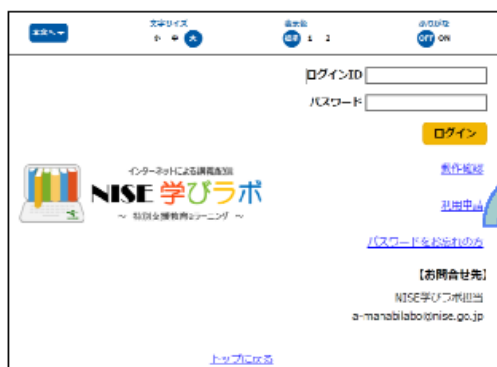 本文へ
文字サイズ
小 中 大
表示色
標準 1 2
ふりがな
OFF ON
ログインID
パスワード
ログイン
インターネットによる講義配信
NISE 学びラボ
～ 特別支援教育eラーニング ～
動作確認
利用申請
パスワードをお忘れの方
【お問合せ先】
NISE学びラボ担当
a-manabilabo@nise.go.jp
トップに戻る